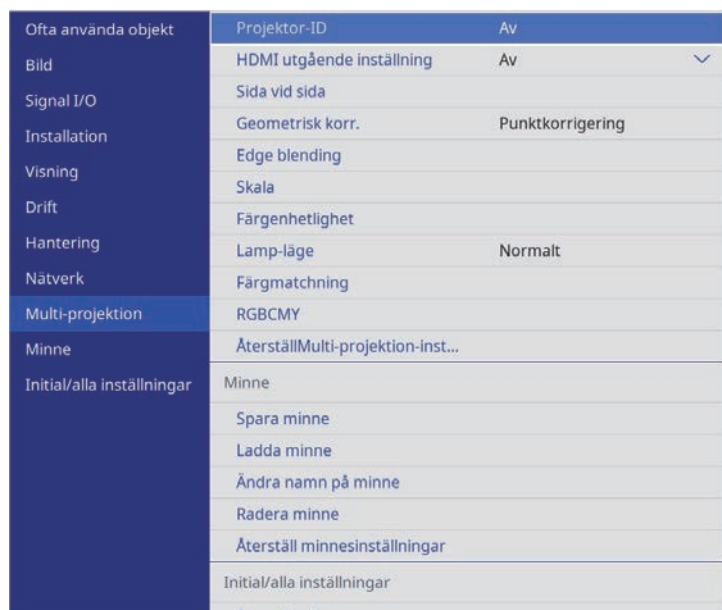 Ofta använda objekt
Bild
Signal I/O
Installation
Visning
Drift
Hantering
Nätverk
Multi-projektion
Minne
Initial/alla inställningar
Projektor-ID Av
HDMI utgående inställning Av
Sida vid sida
Geometrisk korr. Punktkorrigering
Edge blending
Skala
Färgenhetlighet
Lamp-läge Normalt
Färgmatchning
RGBCMY
ÅterställMulti-projektion-inst...
Minne
Spara minne
Ladda minne
Ändra namn på minne
Radera minne
Återställ minnesinställningar
Initial/alla inställningar